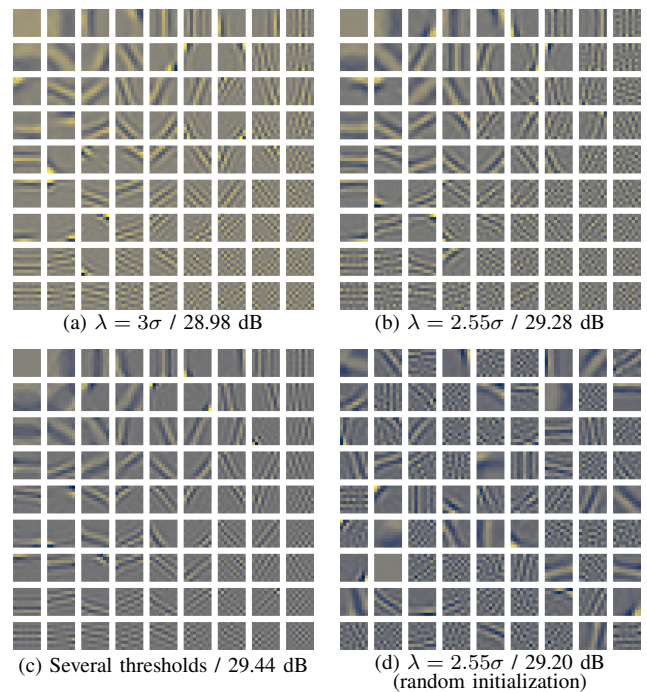 (a) λ = 3σ / 28.98 dB
(b) λ = 2.55σ / 29.28 dB
(c) Several thresholds / 29.44 dB
(d) λ = 2.55σ / 29.20 dB
(random initialization)